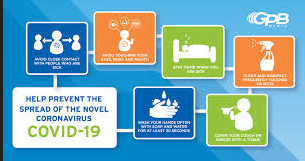 GPB
AVOID CLOSE CONTACT
WITH PEOPLE WHO ARE
SICK
AVOID TOUCHING YOUR
EYES, NOSE AND MOUTH
STAY HOME WHEN YOU
ARE SICK
CLEAN AND DISINFECT
FREQUENTLY TOUCHED
OBJECTS
HELP PREVENT THE
SPREAD OF THE NOVEL
CORONAVIRUS
COVID-19
WASH YOUR HANDS OFTEN
WITH SOAP AND WATER
FOR AT LEAST 20 SECONDS
COVER YOUR COUGH OR
SNEEZE WITH A TISSUE